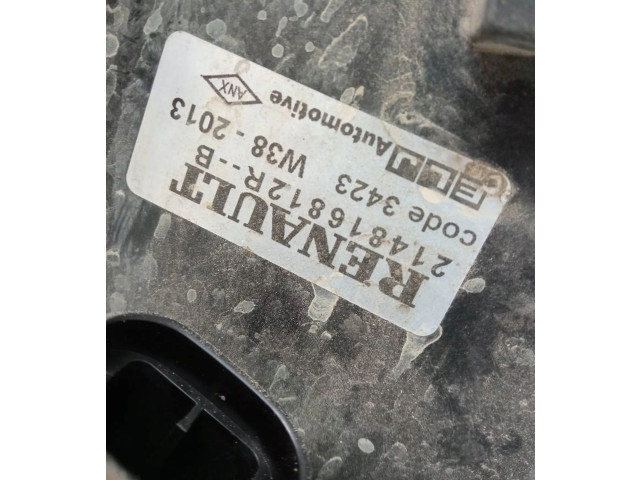 RENAULT
214816812R--B
code 3423 W38-2013
Automotive
ANX